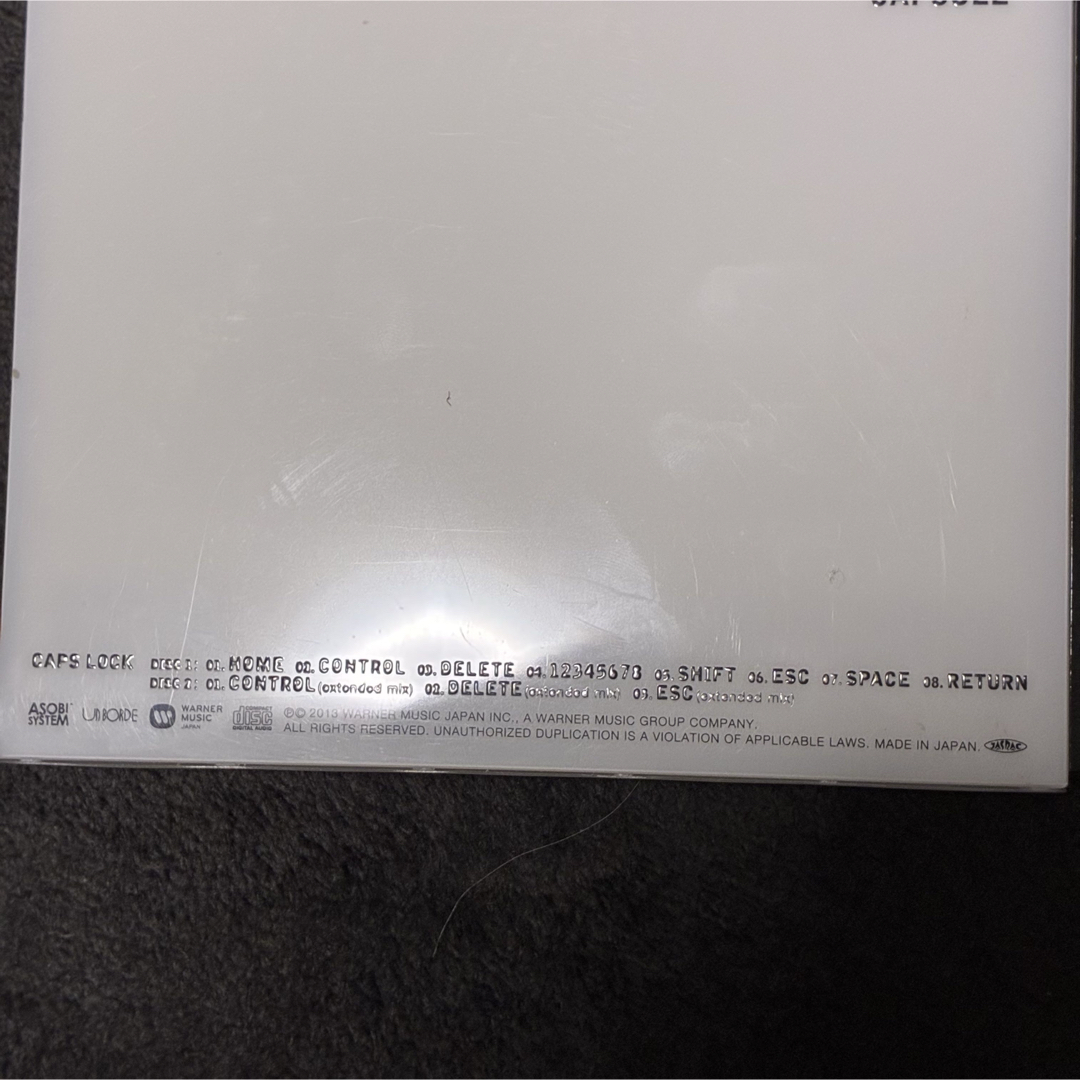 CAPSULE
CAPS LOCK DISC 1: 01. HOME 02. CONTROL 03. DELETE 04. 12345678 05. SHIFT 06. ESC 07. SPACE 08. RETURN
DISC 2: 01. CONTROL (extended mix) 02. DELETE (extended mix) 03. ESC (extended mix)
ASOBI SYSTEM unBORDE WARNER MUSIC JAPAN COMPACT disc DIGITAL AUDIO ℗© 2013 WARNER MUSIC JAPAN INC., A WARNER MUSIC GROUP COMPANY.
ALL RIGHTS RESERVED. UNAUTHORIZED DUPLICATION IS A VIOLATION OF APPLICABLE LAWS. MADE IN JAPAN. JASRAC